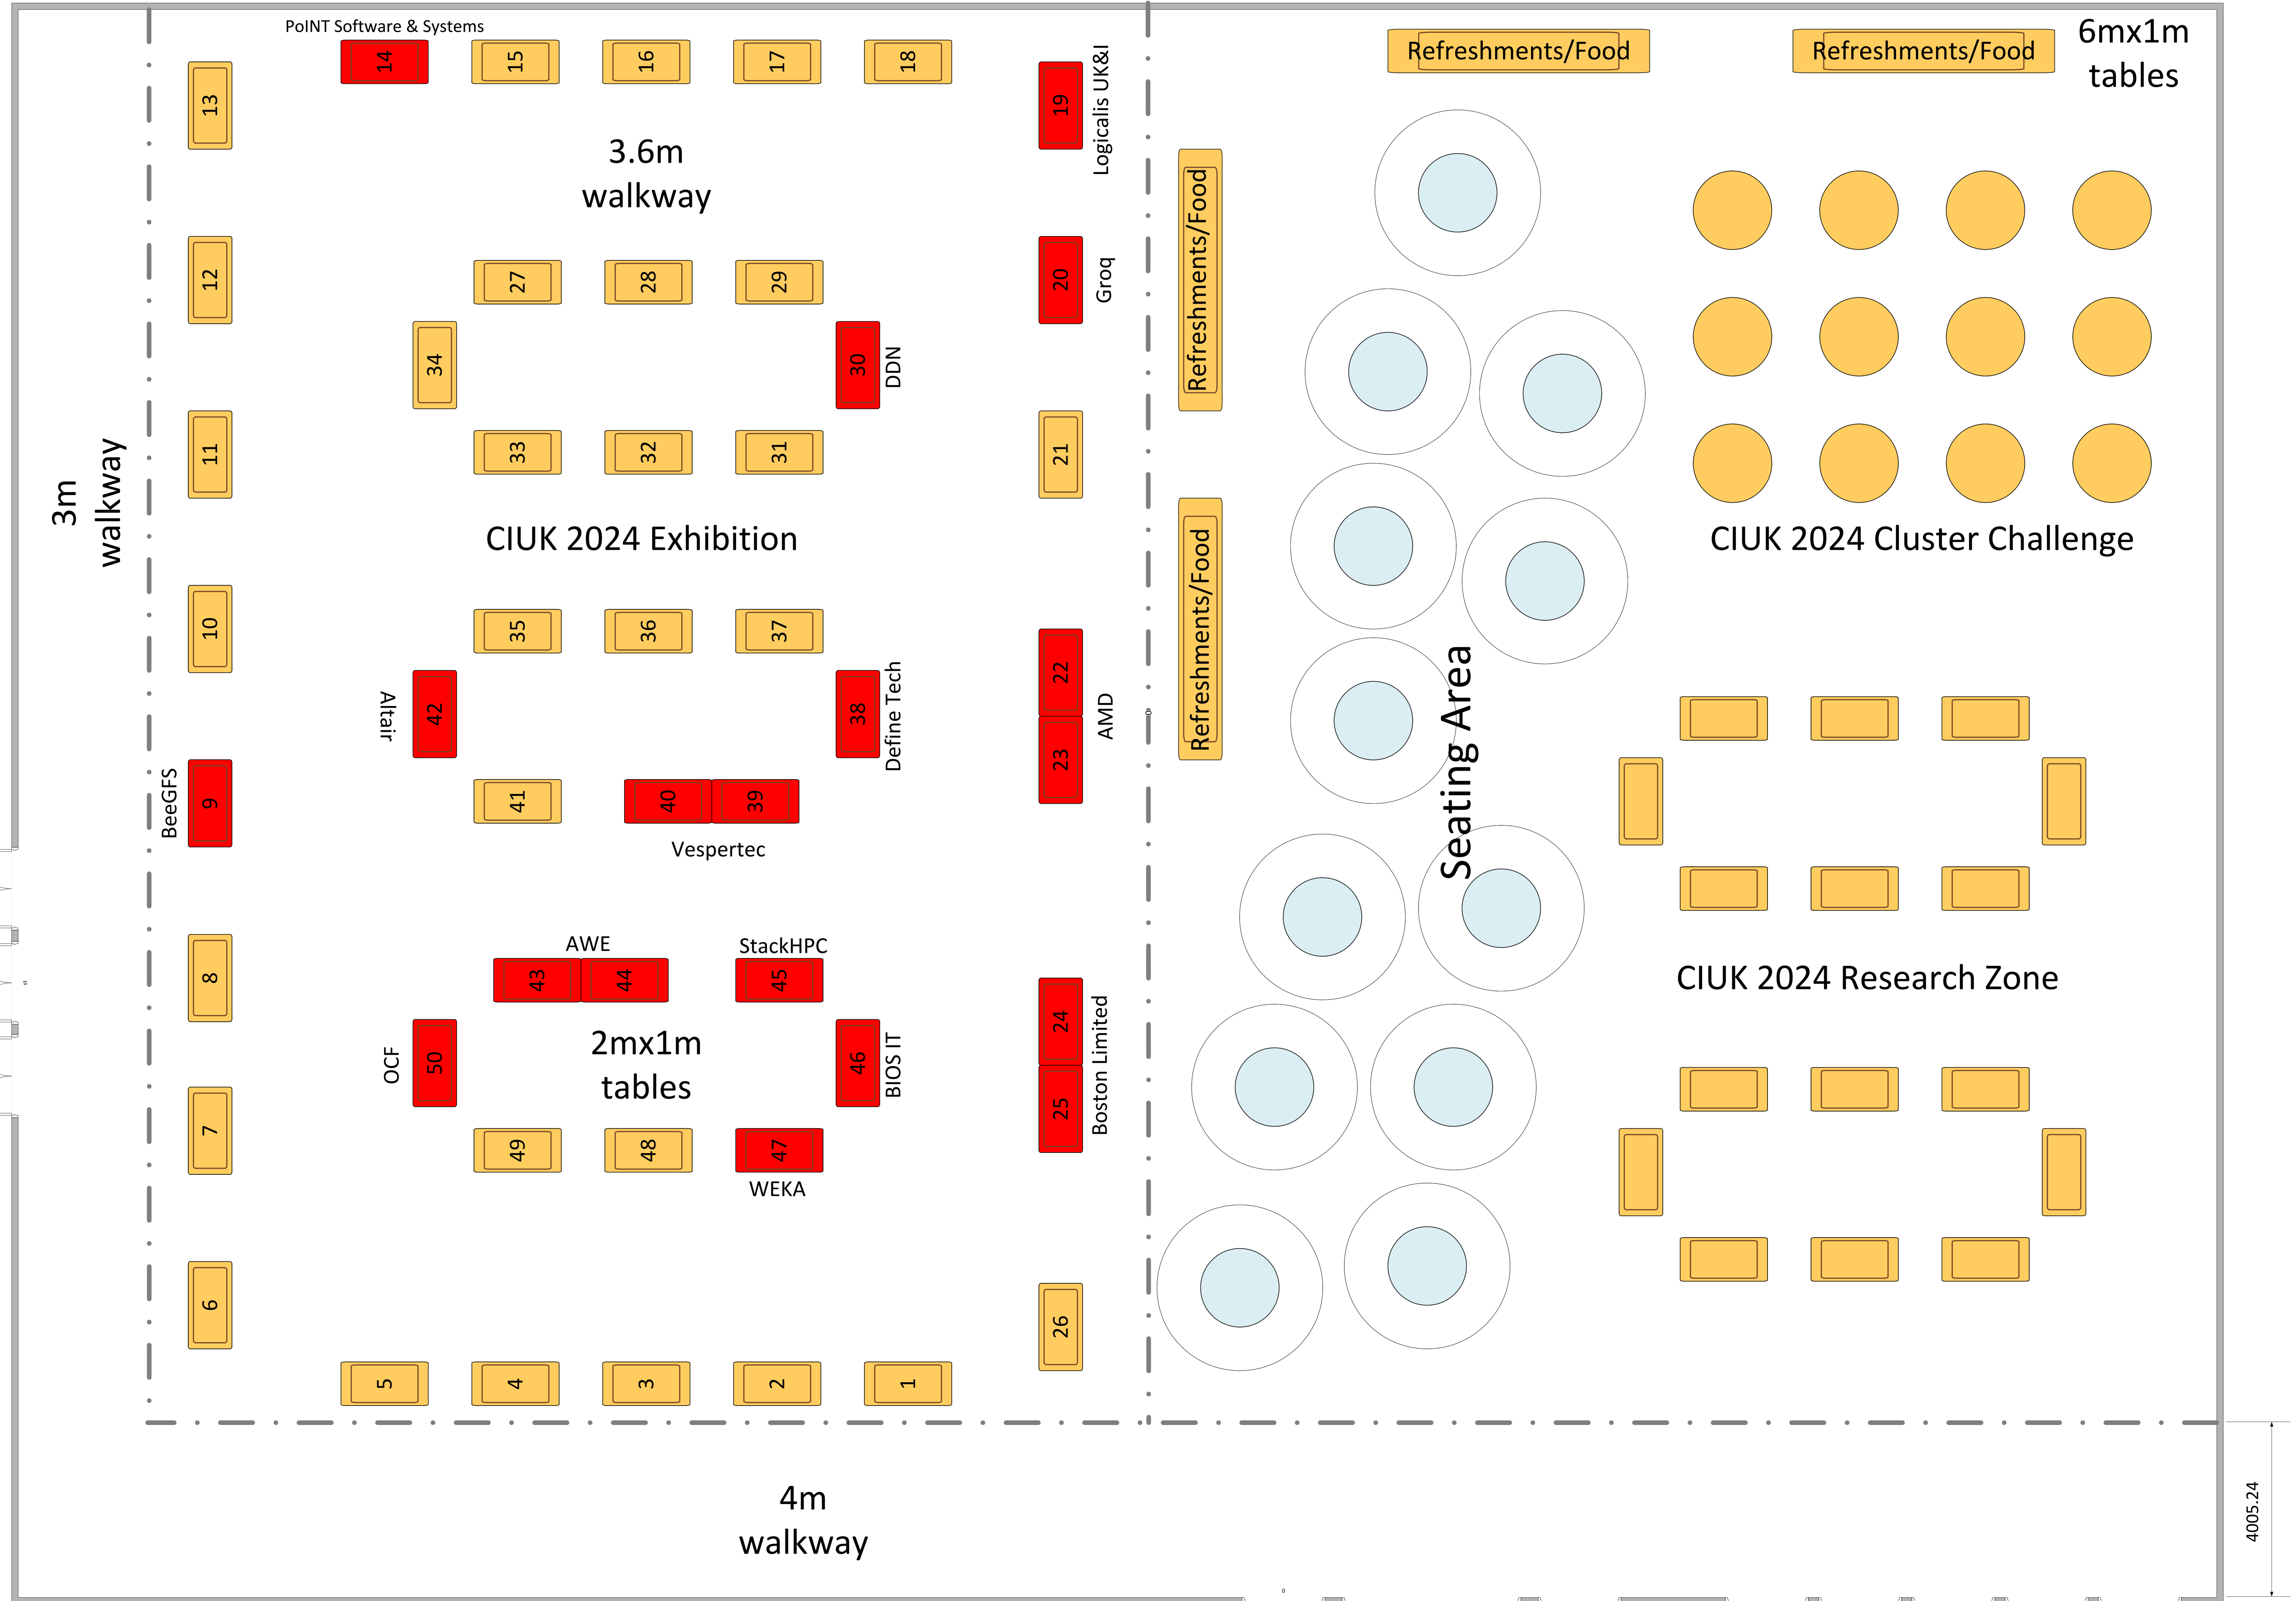 PoINT Software & Systems
14
15
16
17
18
13
19
Logicalis UK&I
3.6m
walkway
12
27
28
29
20
Groq
34
30
DDN
11
33
32
31
21
3m
walkway
CIUK 2024 Exhibition
10
35
36
37
22
23
AMD
Altair
42
38
Define Tech
BeeGFS
9
41
40
39
Vespertec
8
AWE
StackHPC
43
44
45
24
25
Boston Limited
OCF
50
2mx1m
tables
46
BIOS IT
7
49
48
47
WEKA
6
26
5
4
3
2
1
4m
walkway
Refreshments/Food
Refreshments/Food
6mx1m
tables
Refreshments/Food
Refreshments/Food
Seating Area
CIUK 2024 Cluster Challenge
CIUK 2024 Research Zone
4005.24
0